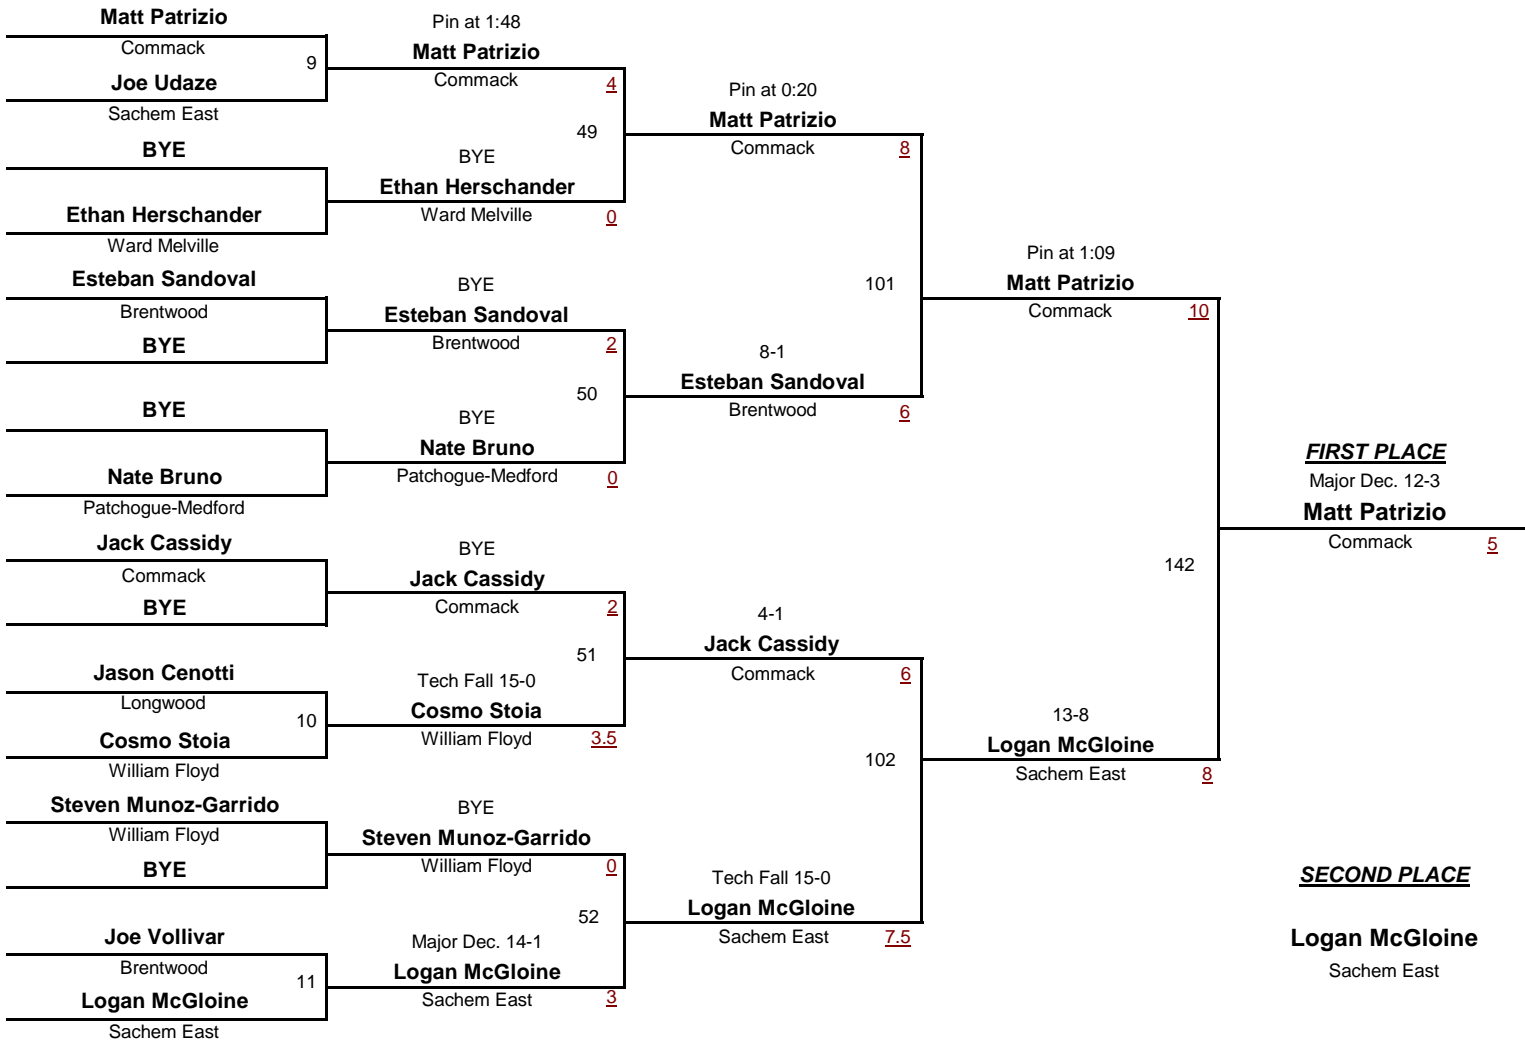 Matt Patrizio
Commack
9
Joe Udaze
Sachem East
BYE
Ethan Herschander
Ward Melville
Esteban Sandoval
Brentwood
BYE
BYE
Nate Bruno
Patchogue-Medford
Jack Cassidy
Commack
BYE
Jason Cenotti
Longwood
10
Cosmo Stoia
William Floyd
Steven Munoz-Garrido
William Floyd
BYE
Joe Vollivar
Brentwood
11
Logan McGloine
Sachem East
Pin at 1:48
Matt Patrizio
Commack 4
49
BYE
Ethan Herschander
Ward Melville 0
BYE
Esteban Sandoval
Brentwood 2
50
BYE
Nate Bruno
Patchogue-Medford 0
BYE
Jack Cassidy
Commack 2
51
Tech Fall 15-0
Cosmo Stoia
William Floyd 3.5
BYE
Steven Munoz-Garrido
William Floyd 0
52
Major Dec. 14-1
Logan McGloine
Sachem East 3
Pin at 0:20
Matt Patrizio
Commack 8
101
8-1
Esteban Sandoval
Brentwood 6
4-1
Jack Cassidy
Commack 6
102
Tech Fall 15-0
Logan McGloine
Sachem East 7.5
Pin at 1:09
Matt Patrizio
Commack 10
142
13-8
Logan McGloine
Sachem East 8
FIRST PLACE
Major Dec. 12-3
Matt Patrizio
Commack 5
SECOND PLACE
Logan McGloine
Sachem East